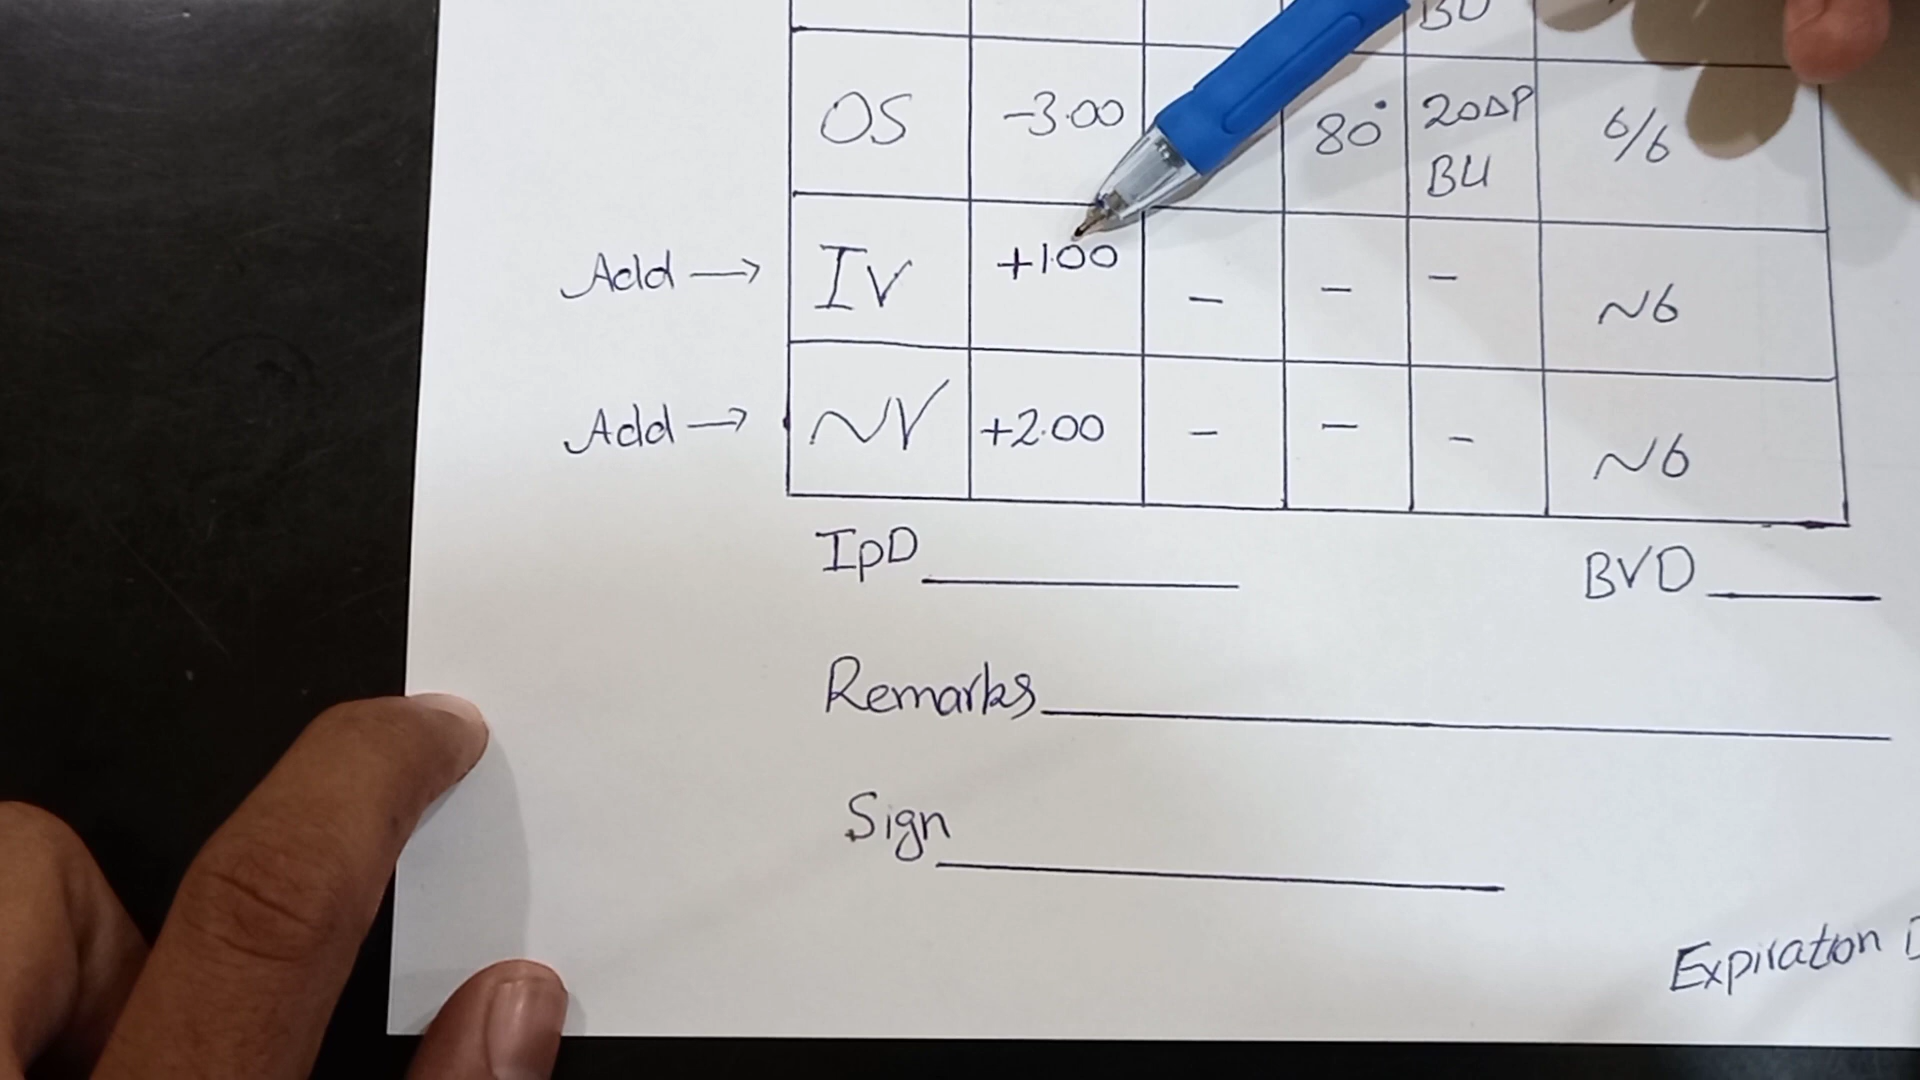 OS -3.00 80° 20ΔP 6/6
BU
Add → IV +1.00 - - - N6
Add → NV +2.00 - - - N6
IPD BVD
Remarks
Sign
Expiration